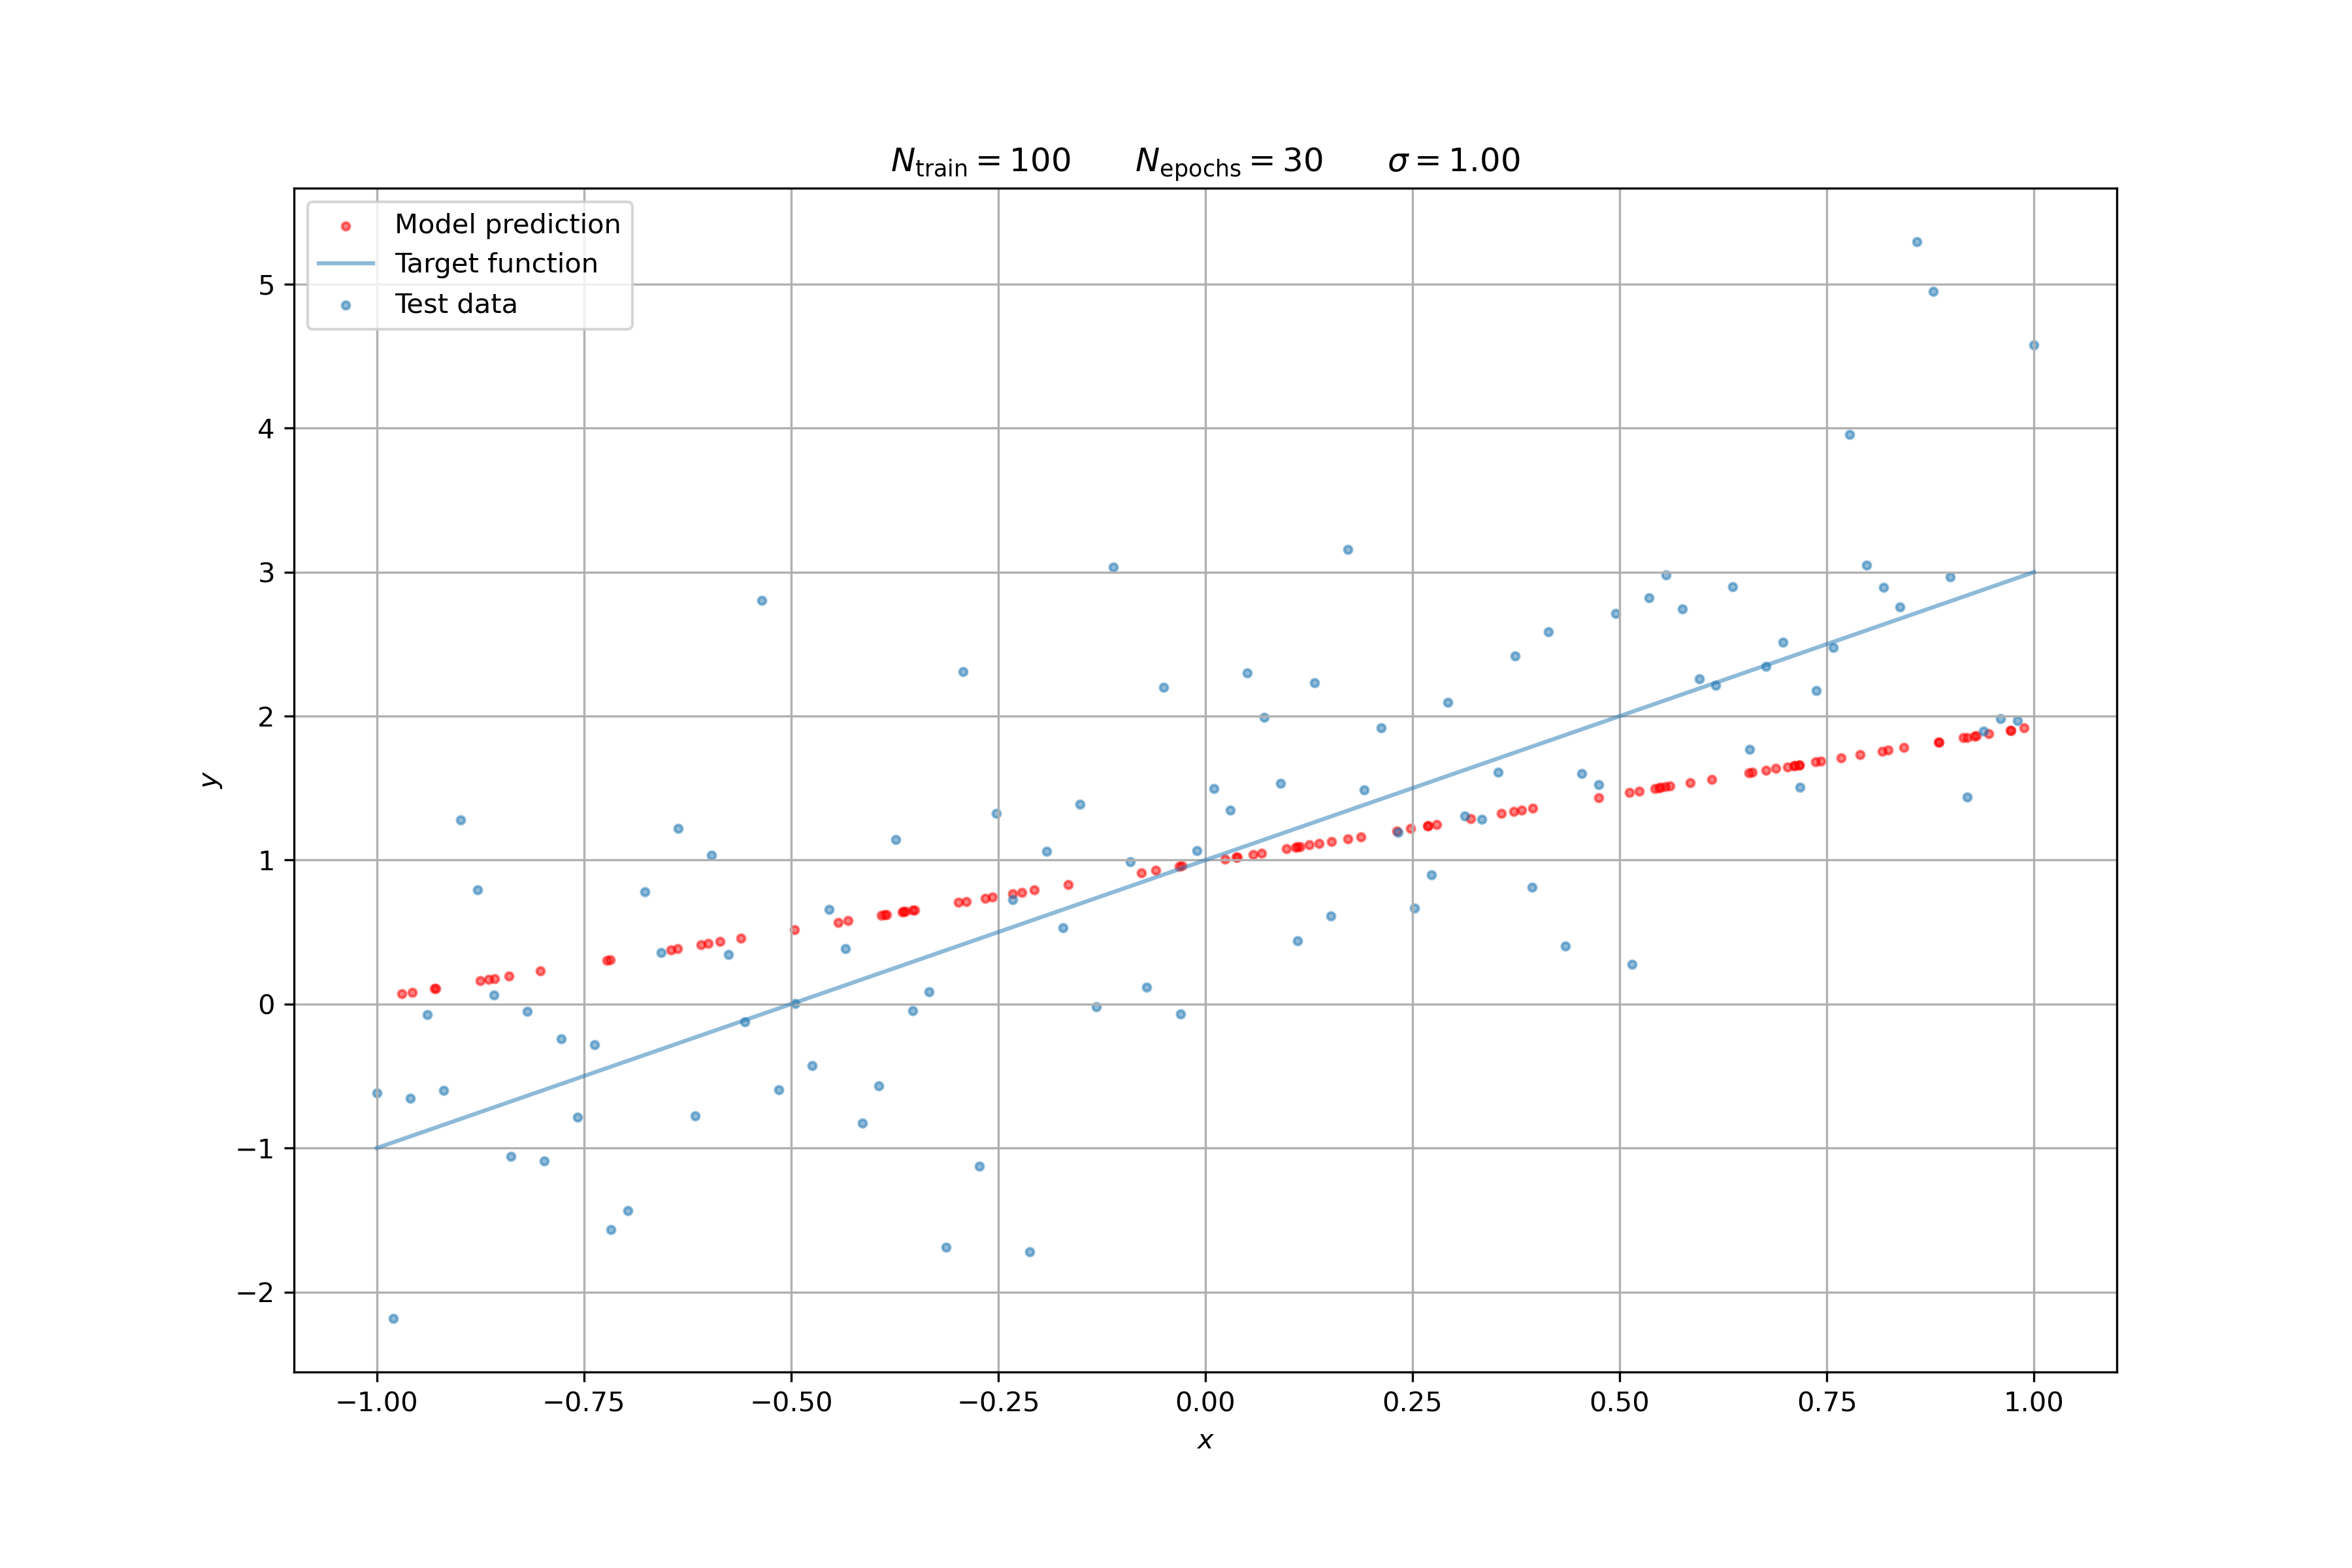 N_train = 100 N_epochs = 30 σ = 1.00
Model prediction
Target function
Test data
5
4
3
2
1
0
−1
−2
y
−1.00 −0.75 −0.50 −0.25 0.00 0.25 0.50 0.75 1.00
x